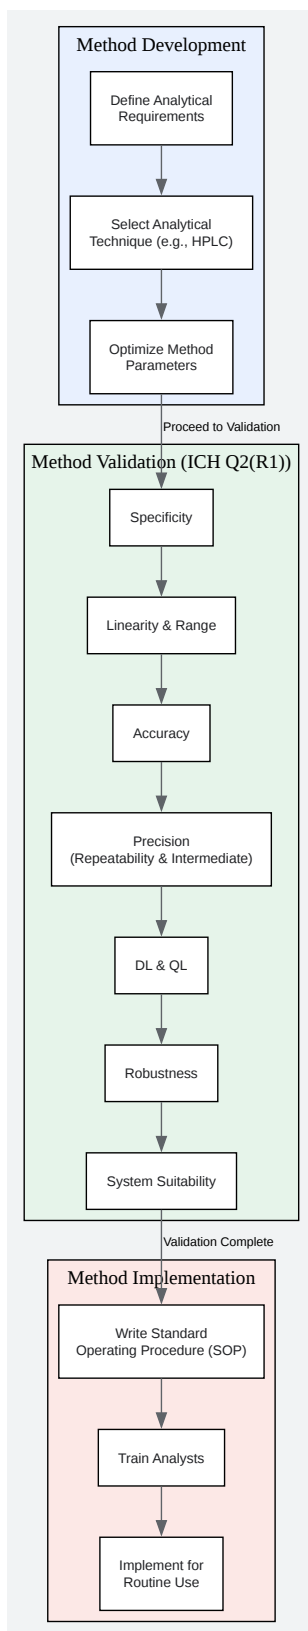 Method Development
Define Analytical
Requirements
Select Analytical
Technique (e.g., HPLC)
Optimize Method
Parameters
Proceed to Validation
Method Validation (ICH Q2(R1))
Specificity
Linearity & Range
Accuracy
Precision
(Repeatability & Intermediate)
DL & QL
Robustness
System Suitability
Validation Complete
Method Implementation
Write Standard
Operating Procedure (SOP)
Train Analysts
Implement for
Routine Use